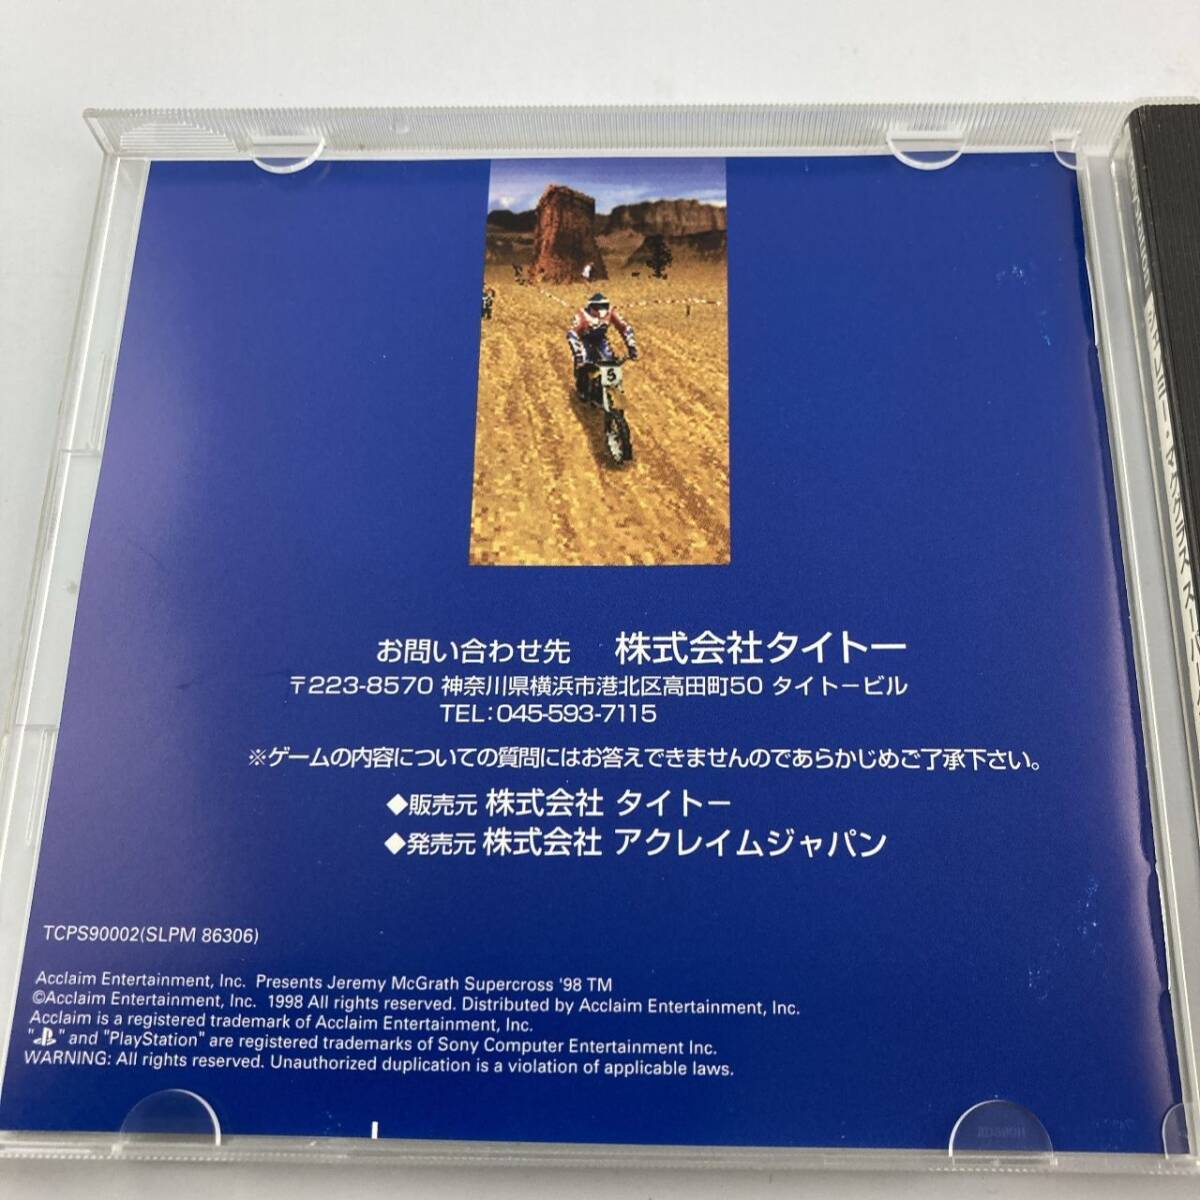 5
お問い合わせ先 株式会社タイトー
〒223-8570 神奈川県横浜市港北区高田町50 タイトービル
TEL:045-593-7115
※ゲームの内容についての質問にはお答えできませんのであらかじめご了承下さい。
◆販売元 株式会社 タイトー
◆発売元 株式会社 アクレイムジャパン
TCPS90002(SLPM 86306)
Acclaim Entertainment, Inc. Presents Jeremy McGrath Supercross '98 TM
©Acclaim Entertainment, Inc. 1998 All rights reserved. Distributed by Acclaim Entertainment, Inc.
Acclaim is a registered trademark of Acclaim Entertainment, Inc.
" " and "PlayStation" are registered trademarks of Sony Computer Entertainment Inc.
WARNING: All rights reserved. Unauthorized duplication is a violation of applicable laws.